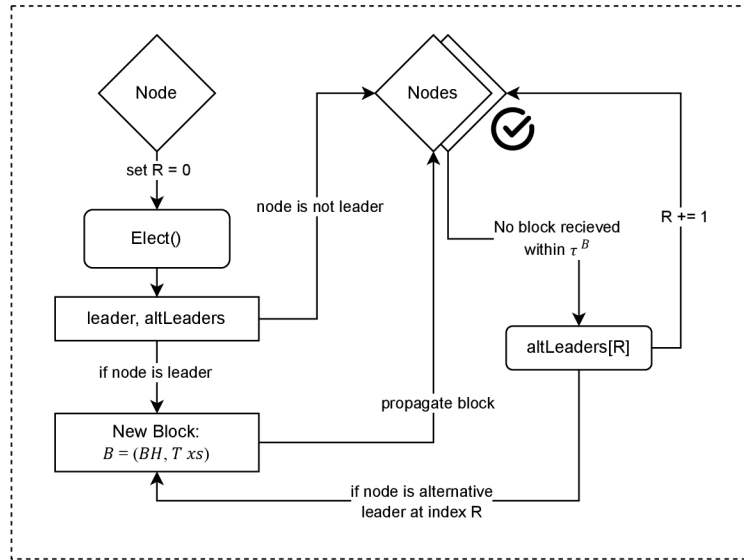 Node
Nodes
set R = 0
node is not leader
No block recieved
within τ^B
R += 1
Elect()
leader, altLeaders
altLeaders[R]
if node is leader
propagate block
New Block:
B = (BH, T xs)
if node is alternative
leader at index R